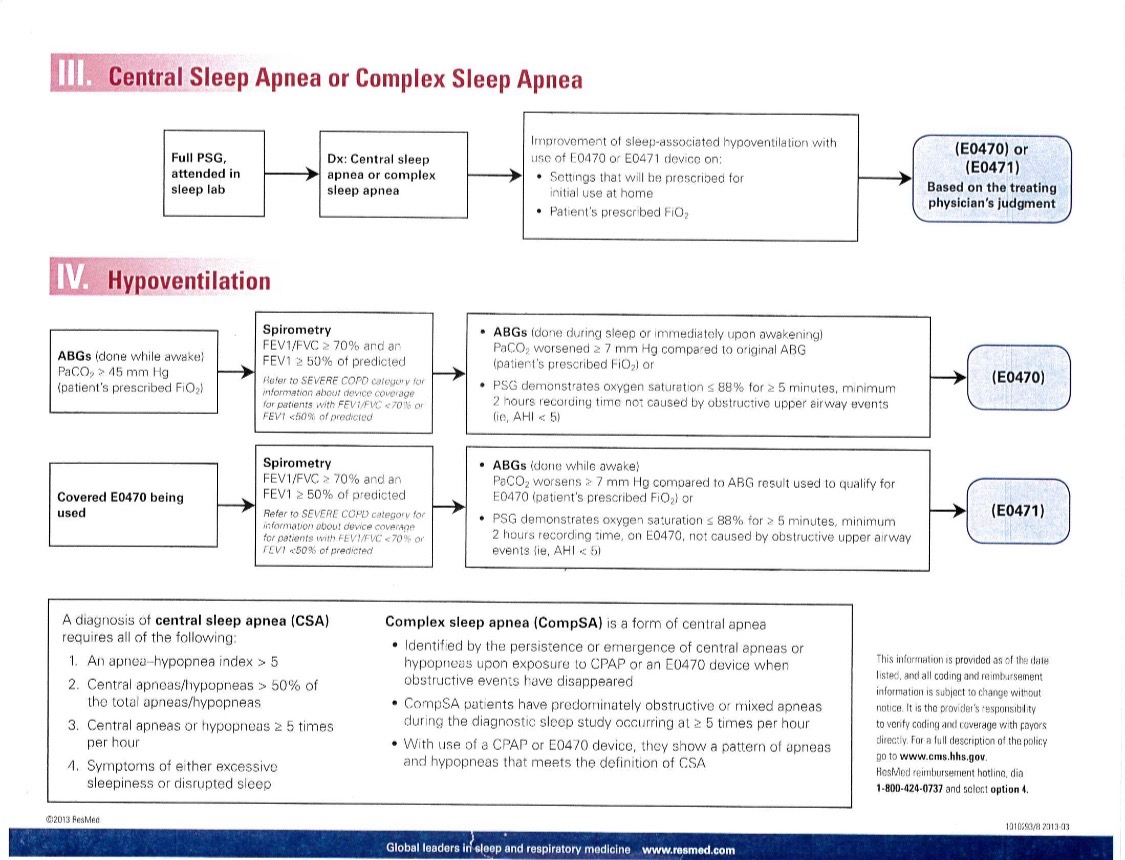 III. Central Sleep Apnea or Complex Sleep Apnea
Full PSG,
attended in
sleep lab
Dx: Central sleep
apnea or complex
sleep apnea
Improvement of sleep-associated hypoventilation with
use of E0470 or E0471 device on:
• Settings that will be prescribed for
initial use at home
• Patient's prescribed FiO₂
(E0470) or
(E0471)
Based on the treating
physician's judgment
IV. Hypoventilation
ABGs (done while awake)
PaCO₂ > 45 mm Hg
(patient's prescribed FiO₂)
Spirometry
FEV1/FVC ≥ 70% and an
FEV1 ≥ 50% of predicted
Refer to SEVERE COPD category for
information about device coverage
for patients with FEV1/FVC <70% or
FEV1 <50% of predicted
• ABGs (done during sleep or immediately upon awakening)
PaCO₂ worsened ≥ 7 mm Hg compared to original ABG
(patient's prescribed FiO₂) or
• PSG demonstrates oxygen saturation ≤ 88% for ≥ 5 minutes, minimum
2 hours recording time not caused by obstructive upper airway events
(ie, AHI < 5)
(E0470)
Covered E0470 being
used
Spirometry
FEV1/FVC ≥ 70% and an
FEV1 ≥ 50% of predicted
Refer to SEVERE COPD category for
information about device coverage
for patients with FEV1/FVC <70% or
FEV1 <50% of predicted
• ABGs (done while awake)
PaCO₂ worsens ≥ 7 mm Hg compared to ABG result used to qualify for
E0470 (patient's prescribed FiO₂) or
• PSG demonstrates oxygen saturation ≤ 88% for ≥ 5 minutes, minimum
2 hours recording time, on E0470, not caused by obstructive upper airway
events (ie, AHI < 5)
(E0471)
A diagnosis of central sleep apnea (CSA)
requires all of the following:
1. An apnea–hypopnea index > 5
2. Central apneas/hypopneas > 50% of
the total apneas/hypopneas
3. Central apneas or hypopneas ≥ 5 times
per hour
4. Symptoms of either excessive
sleepiness or disrupted sleep
Complex sleep apnea (CompSA) is a form of central apnea
• Identified by the persistence or emergence of central apneas or
hypopneas upon exposure to CPAP or an E0470 device when
obstructive events have disappeared
• CompSA patients have predominately obstructive or mixed apneas
during the diagnostic sleep study occurring at ≥ 5 times per hour
• With use of a CPAP or E0470 device, they show a pattern of apneas
and hypopneas that meets the definition of CSA
This information is provided as of the date
listed, and all coding and reimbursement
information is subject to change without
notice. It is the provider's responsibility
to verify coding and coverage with payors
directly. For a full description of the policy
go to www.cms.hhs.gov.
ResMed reimbursement hotline, dial
1-800-424-0737 and select option 4.
©2013 ResMed
1010293/8 2013-03
Global leaders in sleep and respiratory medicine www.resmed.com